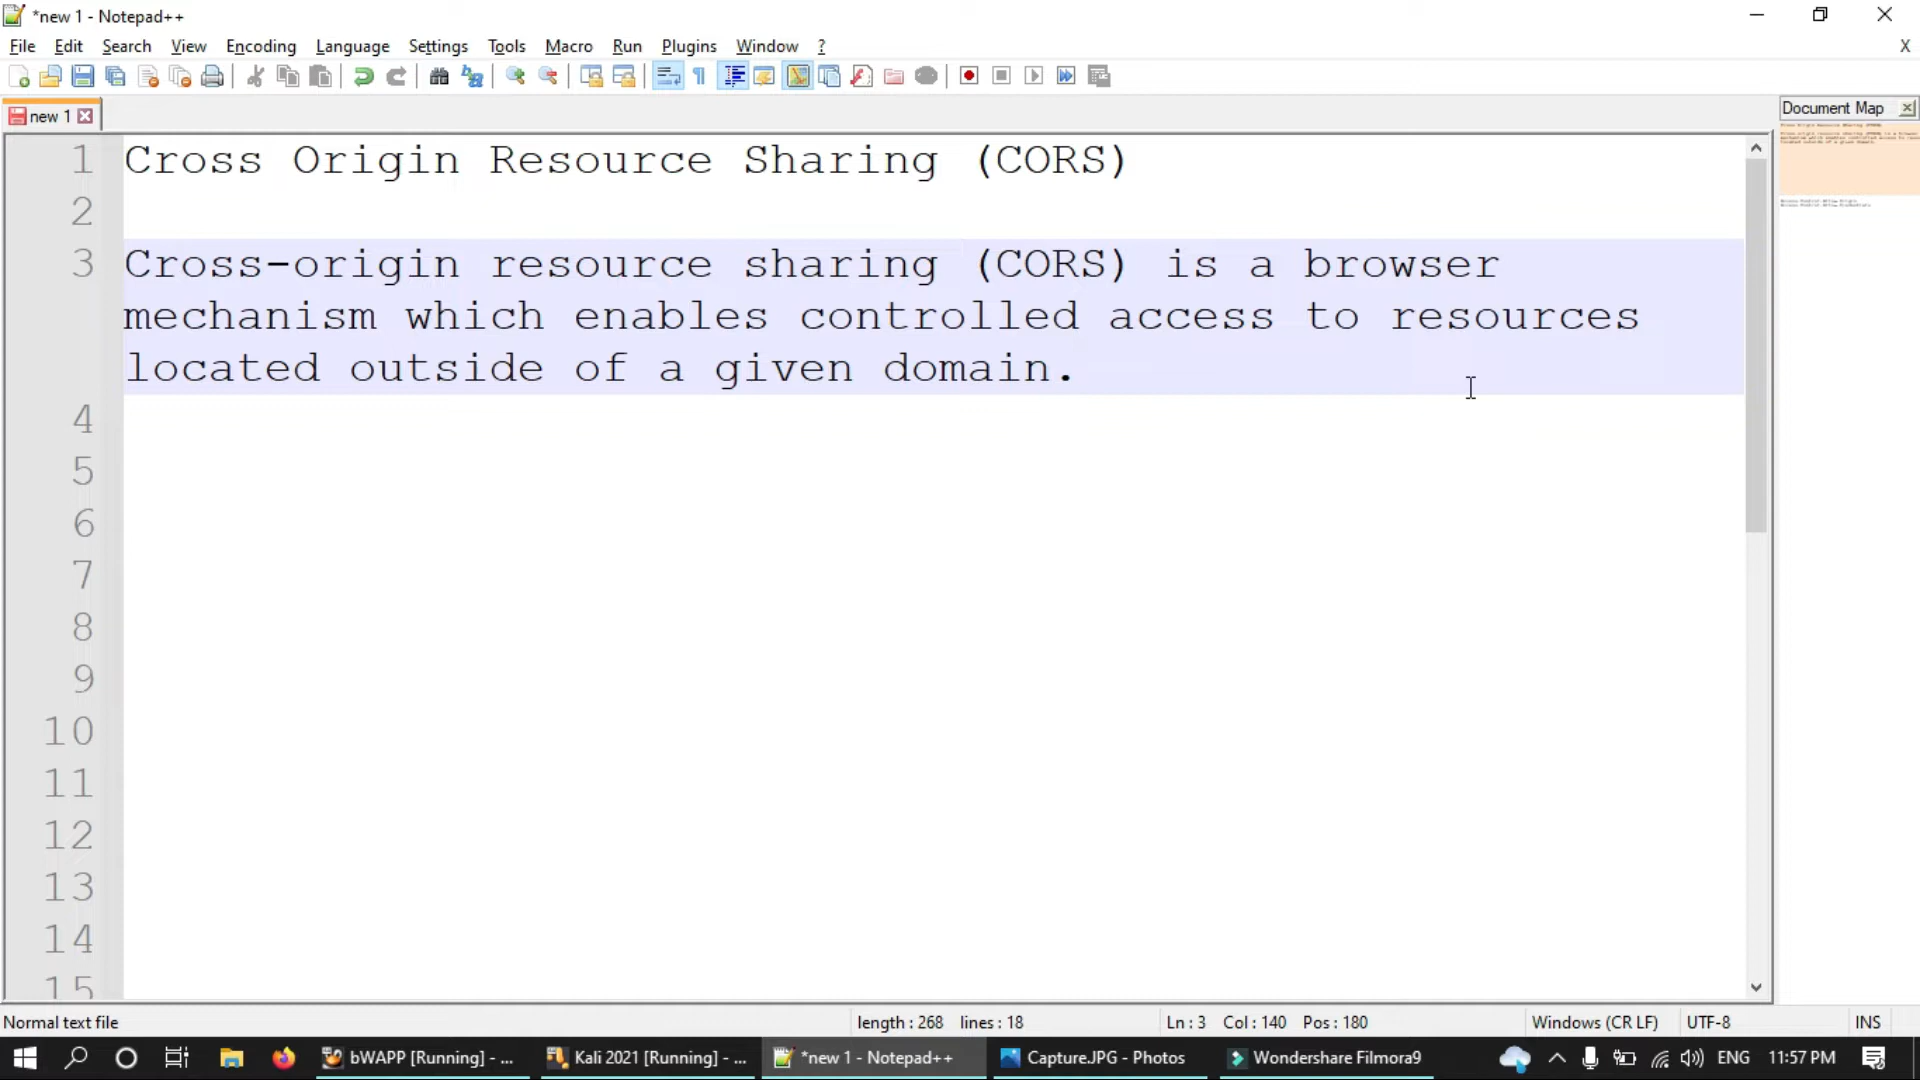 *new 1 - Notepad++
File Edit Search View Encoding Language Settings Tools Macro Run Plugins Window ? X
new 1
Document Map
1 Cross Origin Resource Sharing (CORS)
2
3 Cross-origin resource sharing (CORS) is a browser
mechanism which enables controlled access to resources
located outside of a given domain.
4
5
6
7
8
9
10
11
12
13
14
15
Normal text file length : 268 lines : 18 Ln : 3 Col : 140 Pos : 180 Windows (CR LF) UTF-8 INS
bWAPP [Running] - ... Kali 2021 [Running] - ... *new 1 - Notepad++ Capture.JPG - Photos Wondershare Filmora9 ENG 11:57 PM